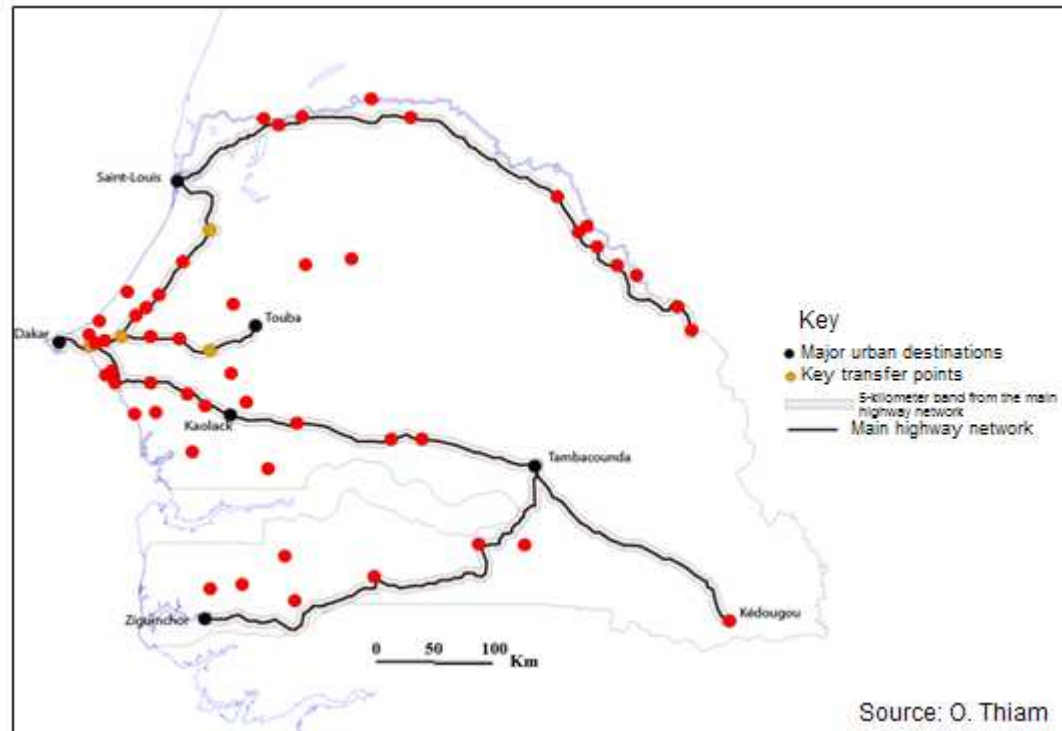 Saint-Louis
Dakar
Touba
Kaolack
Tambacounda
Ziguinchor
Kédougou
0 50 100
Km
Key
Major urban destinations
Key transfer points
5-kilometer band from the main
highway network
Main highway network
Source: O. Thiam